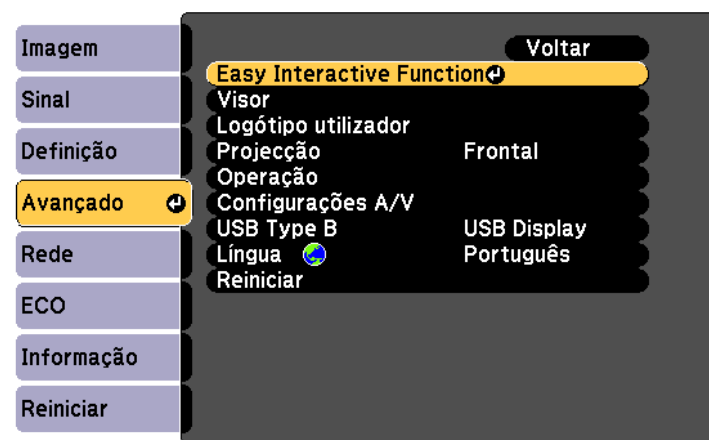 Imagem
Sinal
Definição
Avançado
Rede
ECO
Informação
Reiniciar
Voltar
Easy Interactive Function
Visor
Logótipo utilizador
Projecção Frontal
Operação
Configurações A/V
USB Type B USB Display
Língua Português
Reiniciar